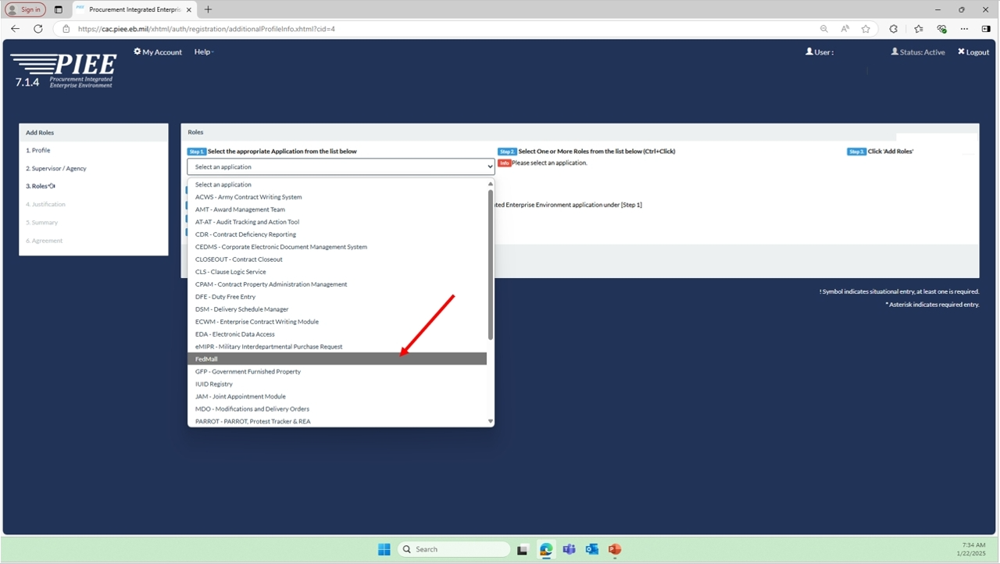 Sign in
Procurement Integrated Enterpris
https://cac.piee.eb.mil/xhtml/auth/registration/additionalProfileInfo.xhtml?cid=4
PIEE
7.1.4
Procurement Integrated
Enterprise Environment
My Account
Help
User :
Status: Active
Logout
Add Roles
1. Profile
2. Supervisor / Agency
3. Roles
4. Justification
5. Summary
6. Agreement
Roles
Step 1. Select the appropriate Application from the list below
Select an application
Select an application
ACWS - Army Contract Writing System
AMT - Award Management Team
AT-AT - Audit Tracking and Action Tool
CDR - Contract Deficiency Reporting
CEDMS - Corporate Electronic Document Management System
CLOSEOUT - Contract Closeout
CLS - Clause Logic Service
CPAM - Contract Property Administration Management
DFE - Duty Free Entry
DSM - Delivery Schedule Manager
ECWM - Enterprise Contract Writing Module
EDA - Electronic Data Access
eMIPR - Military Interdepartmental Purchase Request
FedMall
GFP - Government Furnished Property
IUID Registry
JAM - Joint Appointment Module
MDO - Modifications and Delivery Orders
PARROT - PARROT, Protest Tracker & REA
Step 2. Select One or More Roles from the list below (Ctrl+Click)
Info Please select an application.
Step 3. Click 'Add Roles'
Enterprise Environment application under [Step 1]
! Symbol indicates situational entry, at least one is required.
* Asterisk indicates required entry.
Search
7:34 AM
1/22/2025